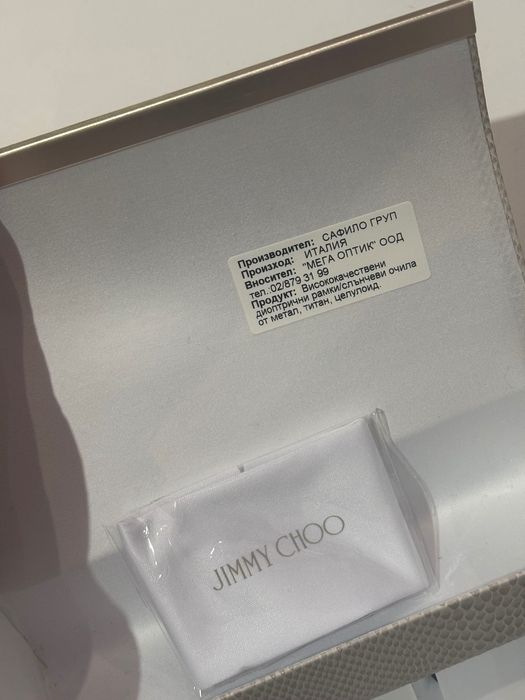 Производител: САФИЛО ГРУП
Произход: ИТАЛИЯ
Вносител: "МЕГА ОПТИК" ООД
тел.:02/879 31 99
Продукт: Висококачествени
диоптрични рамки/слънчеви очила
от метал, титан, целулоид.
JIMMY CHOO